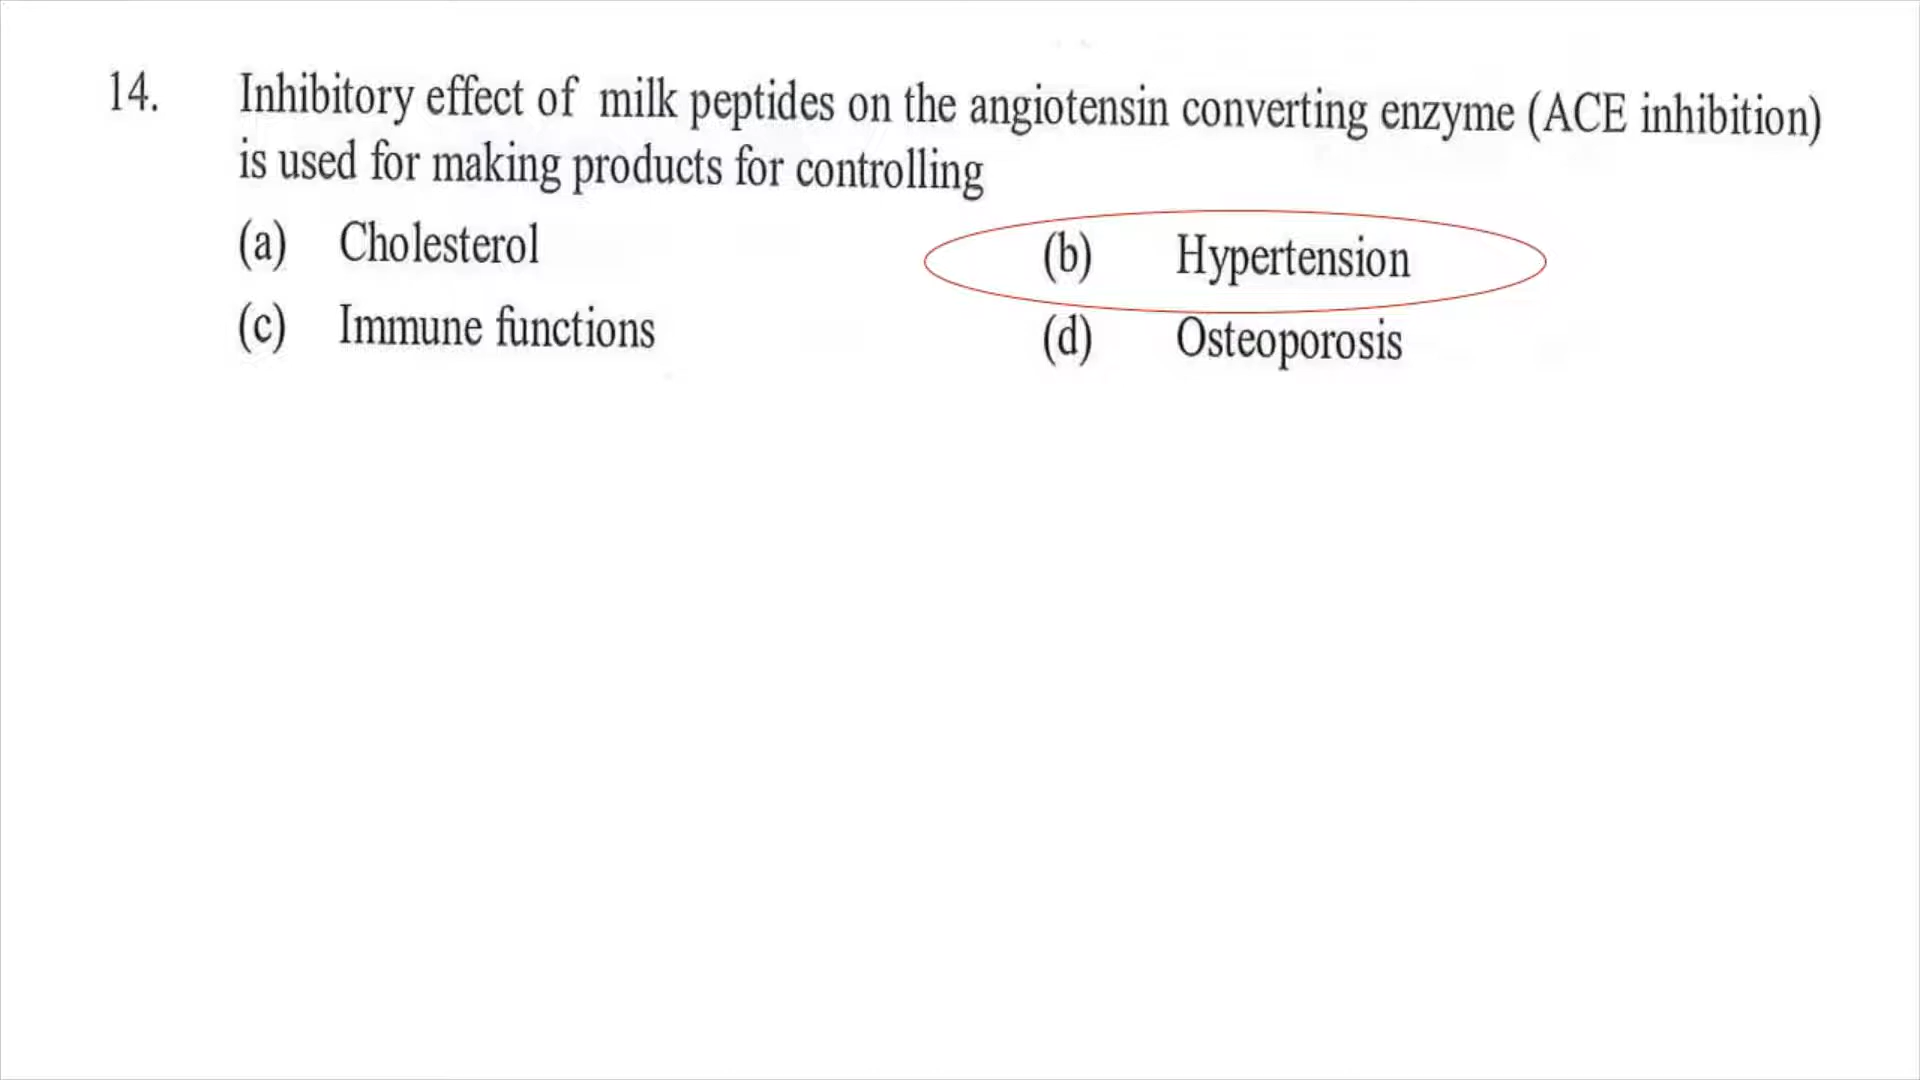 14. Inhibitory effect of milk peptides on the angiotensin converting enzyme (ACE inhibition)
is used for making products for controlling
(a) Cholesterol (b) Hypertension
(c) Immune functions (d) Osteoporosis